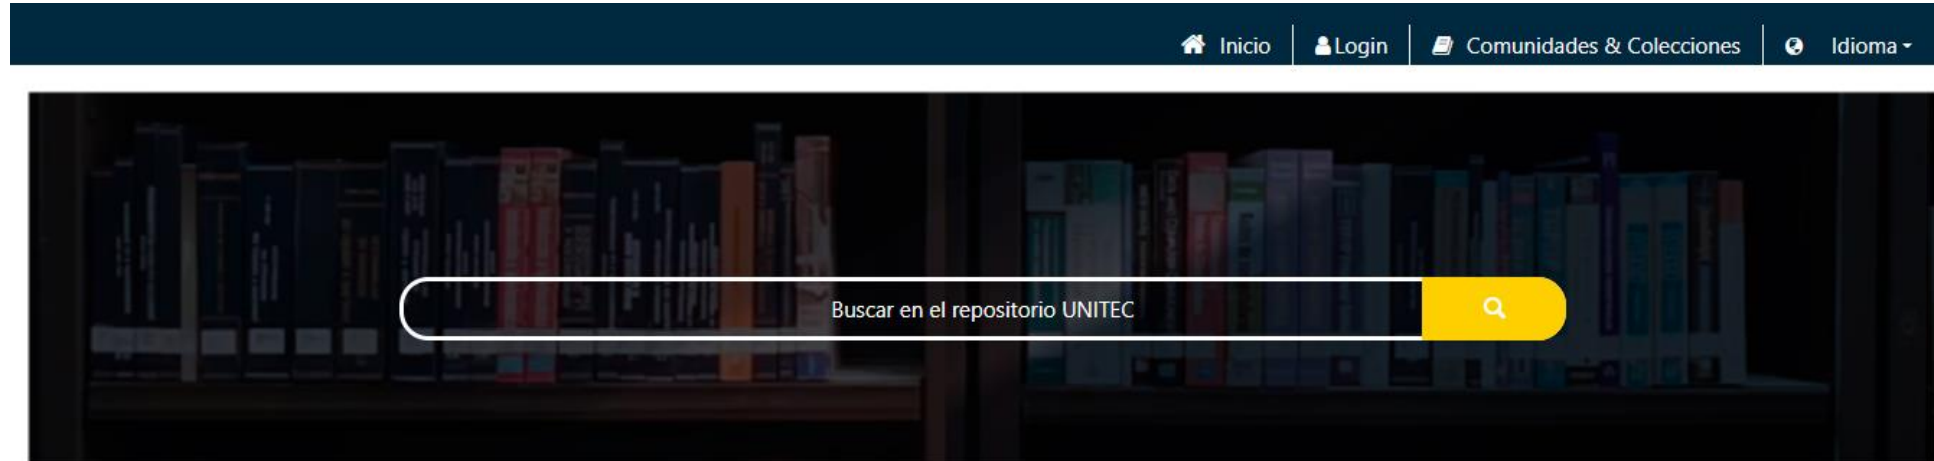 Inicio Login Comunidades & Colecciones Idioma
Buscar en el repositorio UNITEC